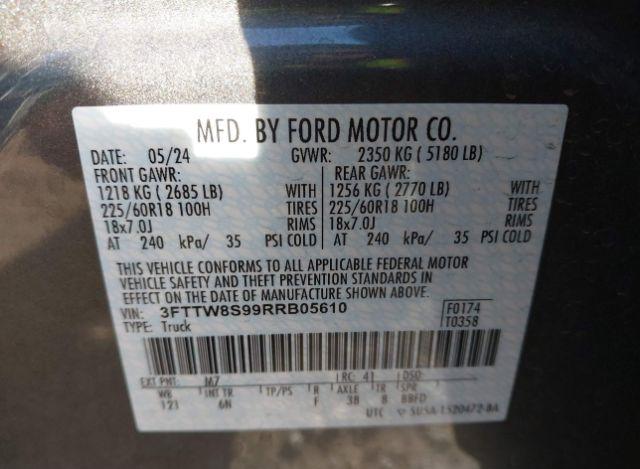 MFD. BY FORD MOTOR CO.
DATE: 05/24 GVWR: 2350 KG ( 5180 LB)
FRONT GAWR: REAR GAWR:
1218 KG ( 2685 LB) WITH 1256 KG ( 2770 LB) WITH
225/60R18 100H TIRES 225/60R18 100H TIRES
18x7.0J RIMS 18x7.0J RIMS
AT 240 kPa/ 35 PSI COLD AT 240 kPa/ 35 PSI COLD
THIS VEHICLE CONFORMS TO ALL APPLICABLE FEDERAL MOTOR
VEHICLE SAFETY AND THEFT PREVENTION STANDARDS IN
EFFECT ON THE DATE OF MANUFACTURE SHOWN ABOVE.
VIN: 3FTTW8S99RRB05610 F0174
TYPE: Truck T0358
EXT PNT: M7 RC: 41 DSO:
WB INT TR TP/PS R AXLE TR SPR
123 6N F 3B 8 BBFD
UTC SU5A-1520472-BA